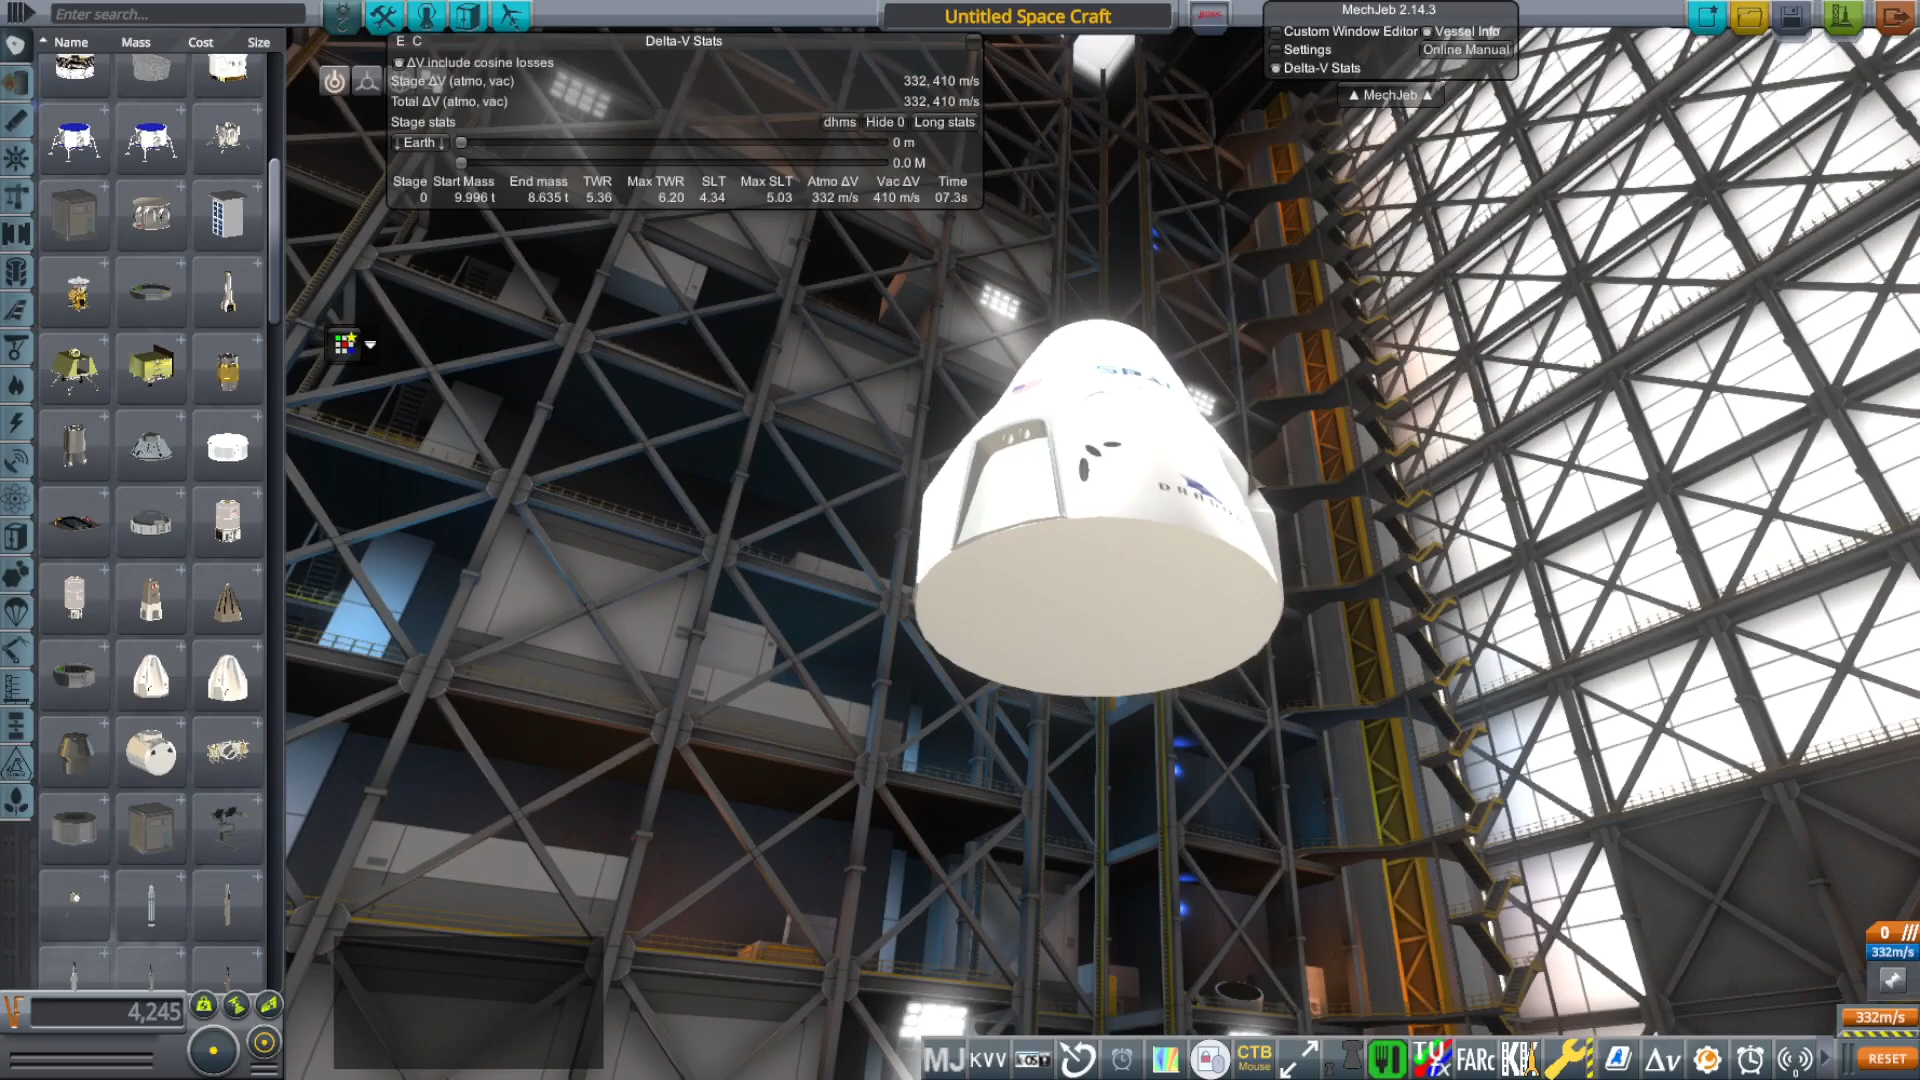 Enter search...
Untitled Space Craft
MechJeb 2.14.3
Custom Window Editor Vessel Info
Settings Online Manual
Delta-V Stats
▲ MechJeb ▲
Name Mass Cost Size
E C Delta-V Stats
ΔV include cosine losses
Stage ΔV (atmo, vac) 332, 410 m/s
Total ΔV (atmo, vac) 332, 410 m/s
Stage stats dhms Hide 0 Long stats
Earth 0 m
0.0 M
Stage Start Mass End mass TWR Max TWR SLT Max SLT Atmo ΔV Vac ΔV Time
0 9.996 t 8.635 t 5.36 6.20 4.34 5.03 332 m/s 410 m/s 07.3s
DRAGON
0
332m/s
332m/s
4,245
MJ KVV kOS CTB Mouse TU FARc Δv RESET